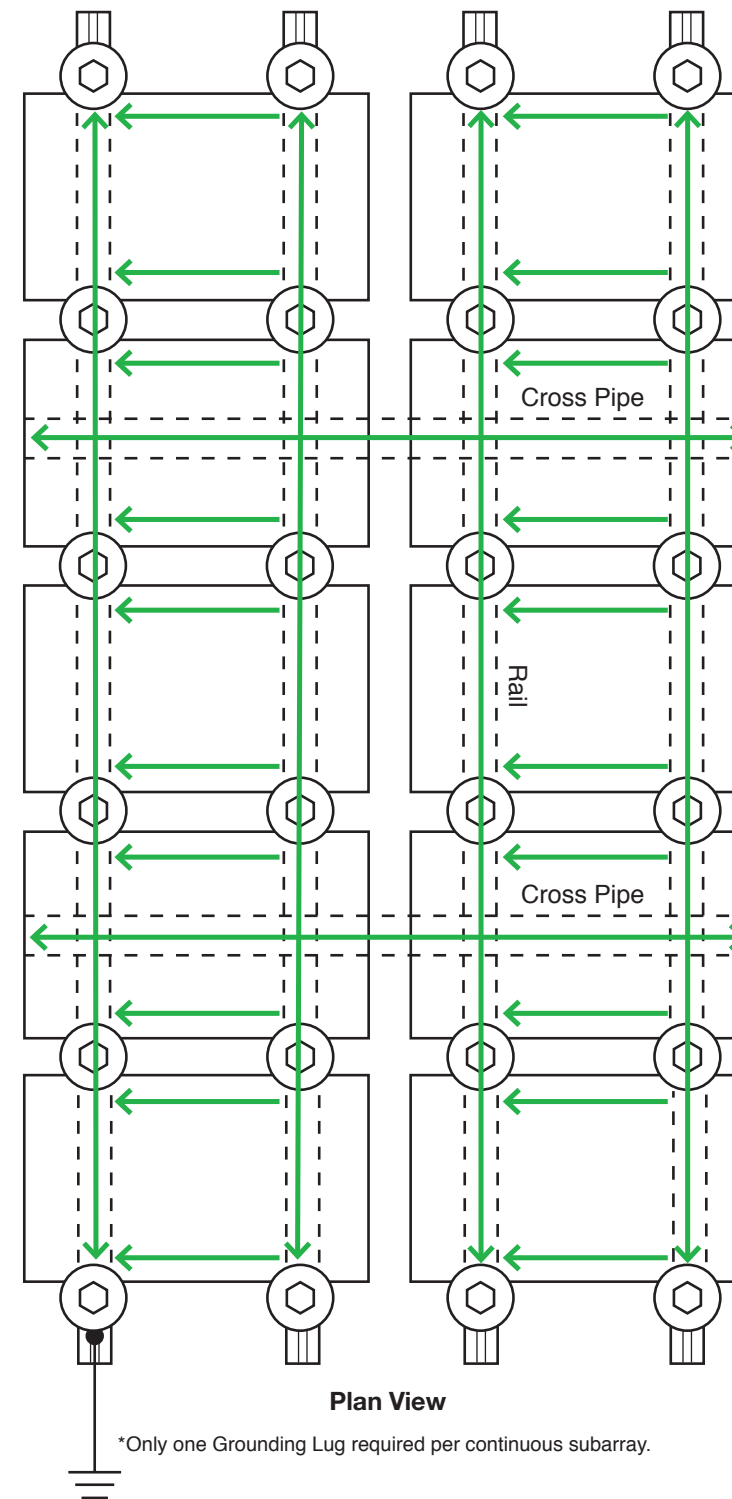 Cross Pipe
Rail
Cross Pipe
Plan View
*Only one Grounding Lug required per continuous subarray.